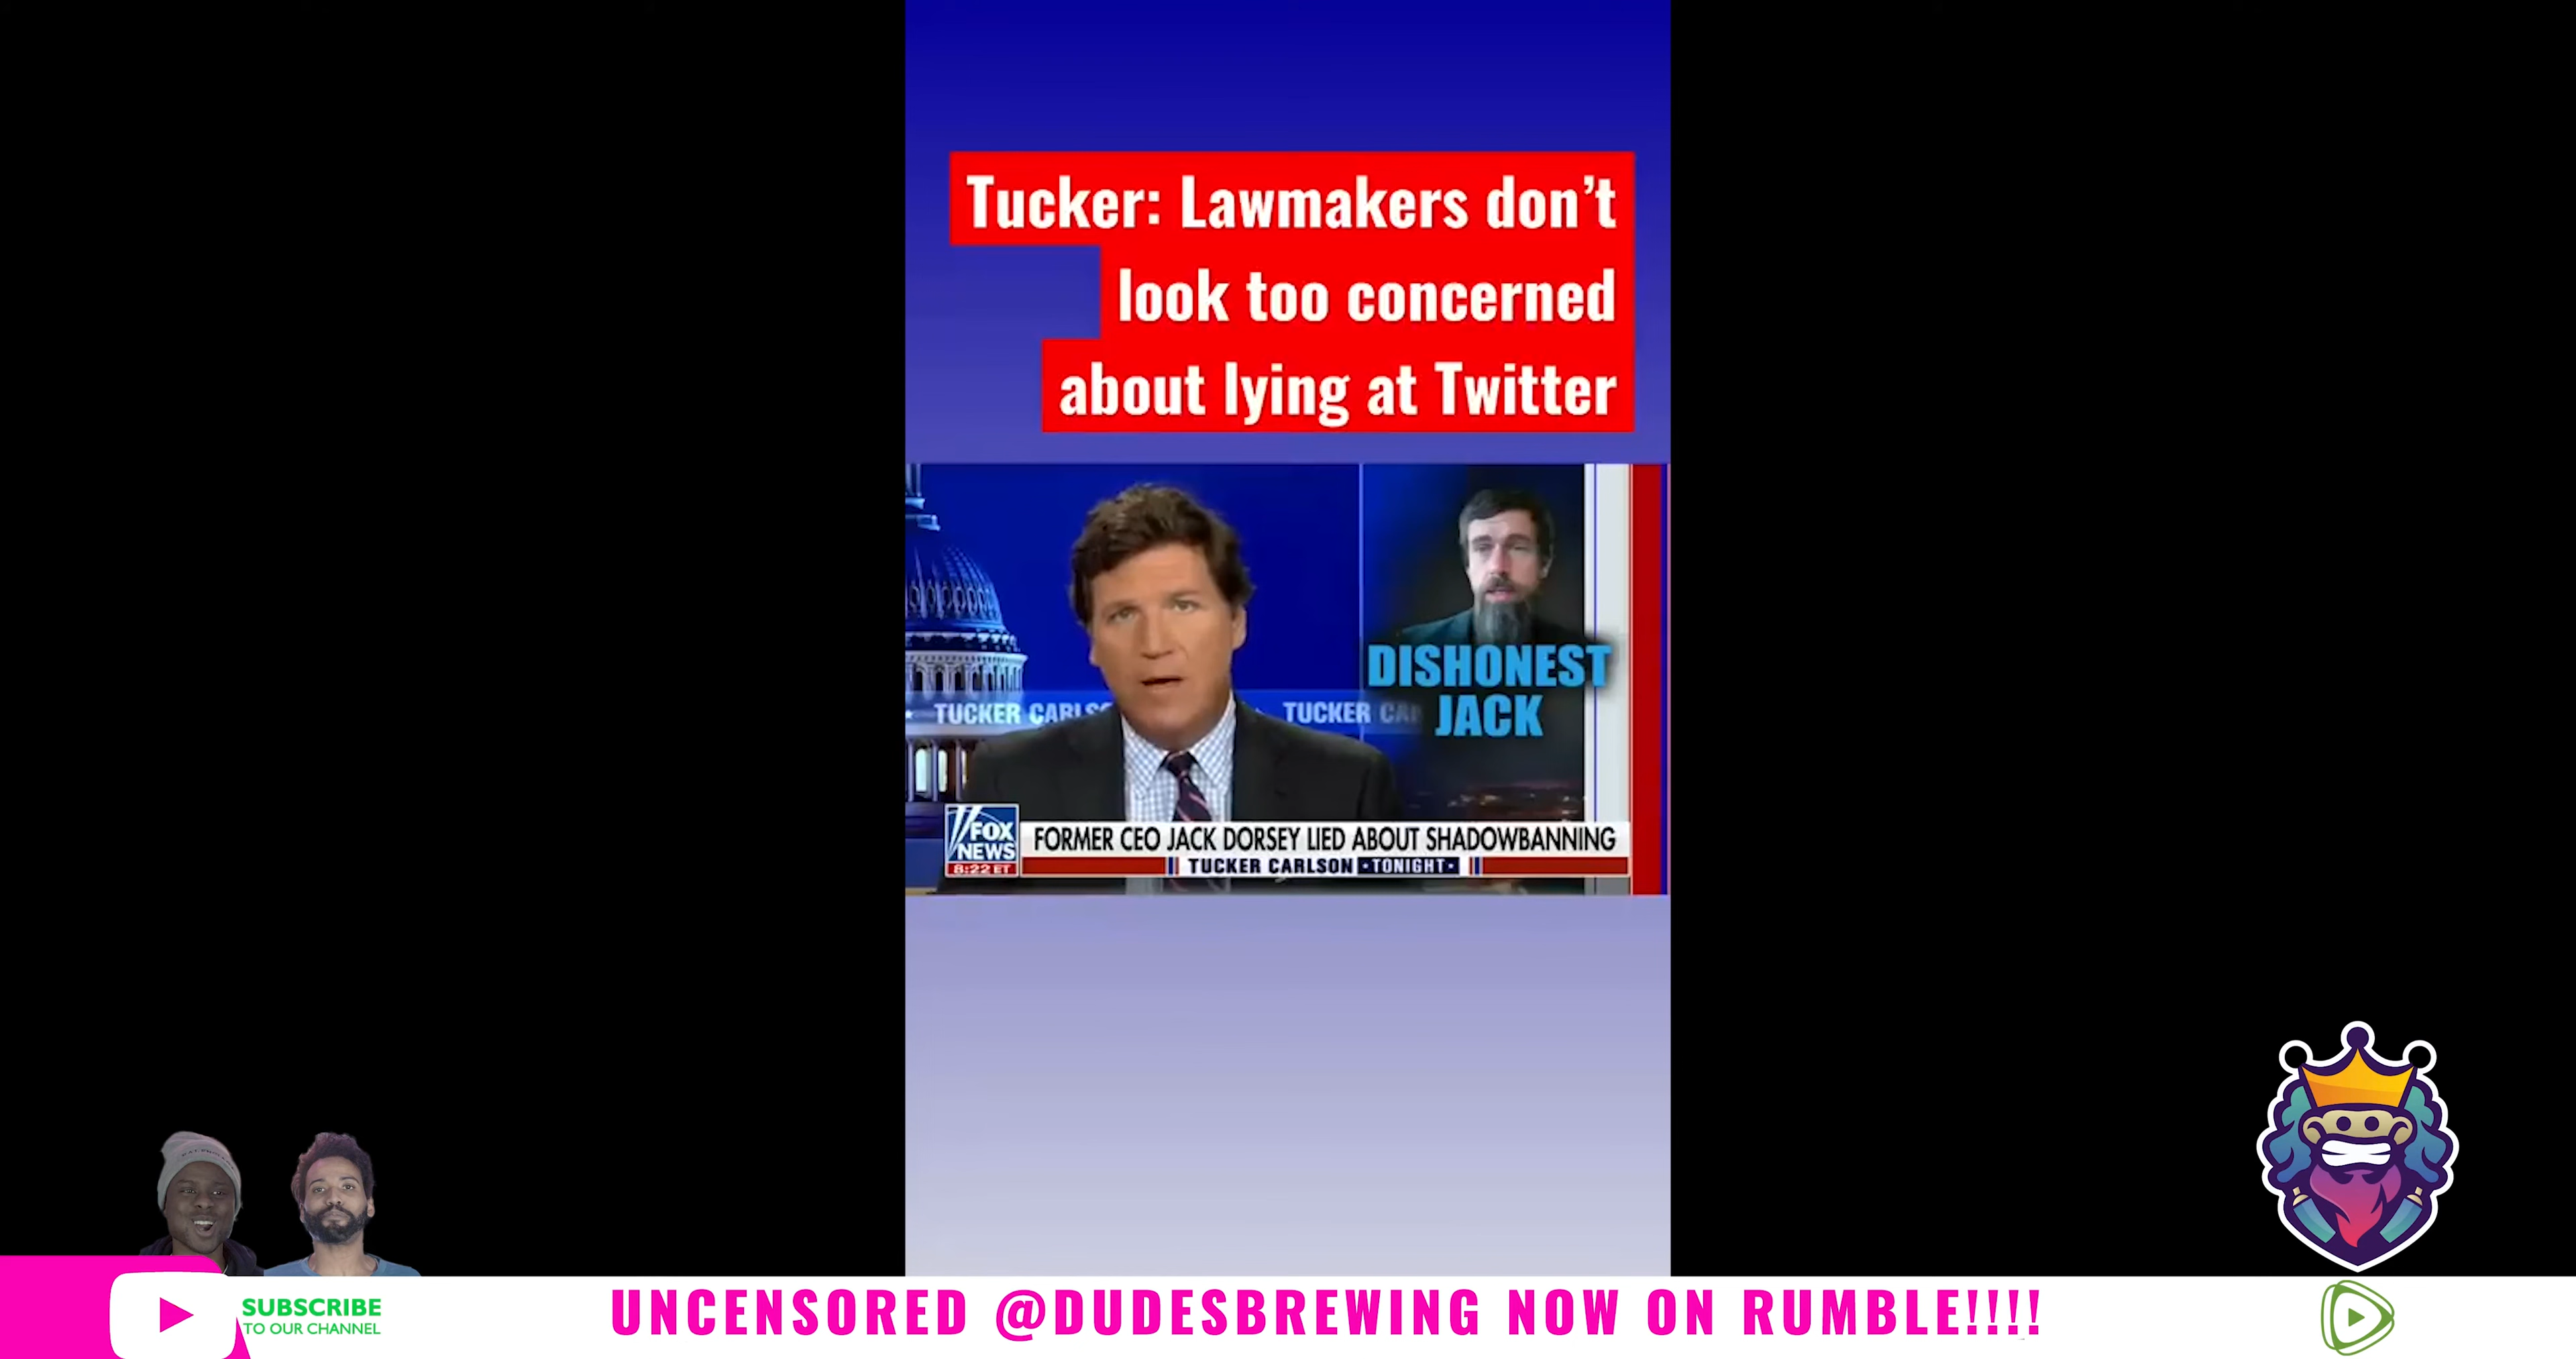 Tucker: Lawmakers don't
look too concerned
about lying at Twitter
TUCKER
TUCKER
DISHONEST
JACK
FOX
NEWS
8:22 ET
FORMER CEO JACK DORSEY LIED ABOUT SHADOWBANNING
TUCKER CARLSON •TONIGHT•
SUBSCRIBE
TO OUR CHANNEL
UNCENSORED @DUDESBREWING NOW ON RUMBLE!!!!